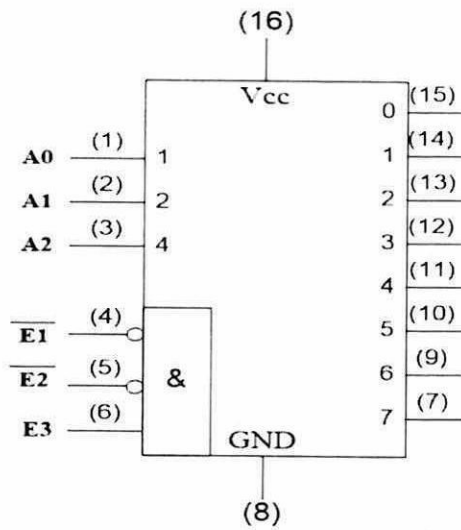 (16)
Vcc
0 (15)
A0 (1) 1
1 (14)
A1 (2) 2
2 (13)
A2 (3) 4
3 (12)
4 (11)
E1 (4)
5 (10)
E2 (5)
&
6 (9)
E3 (6)
7 (7)
GND
(8)